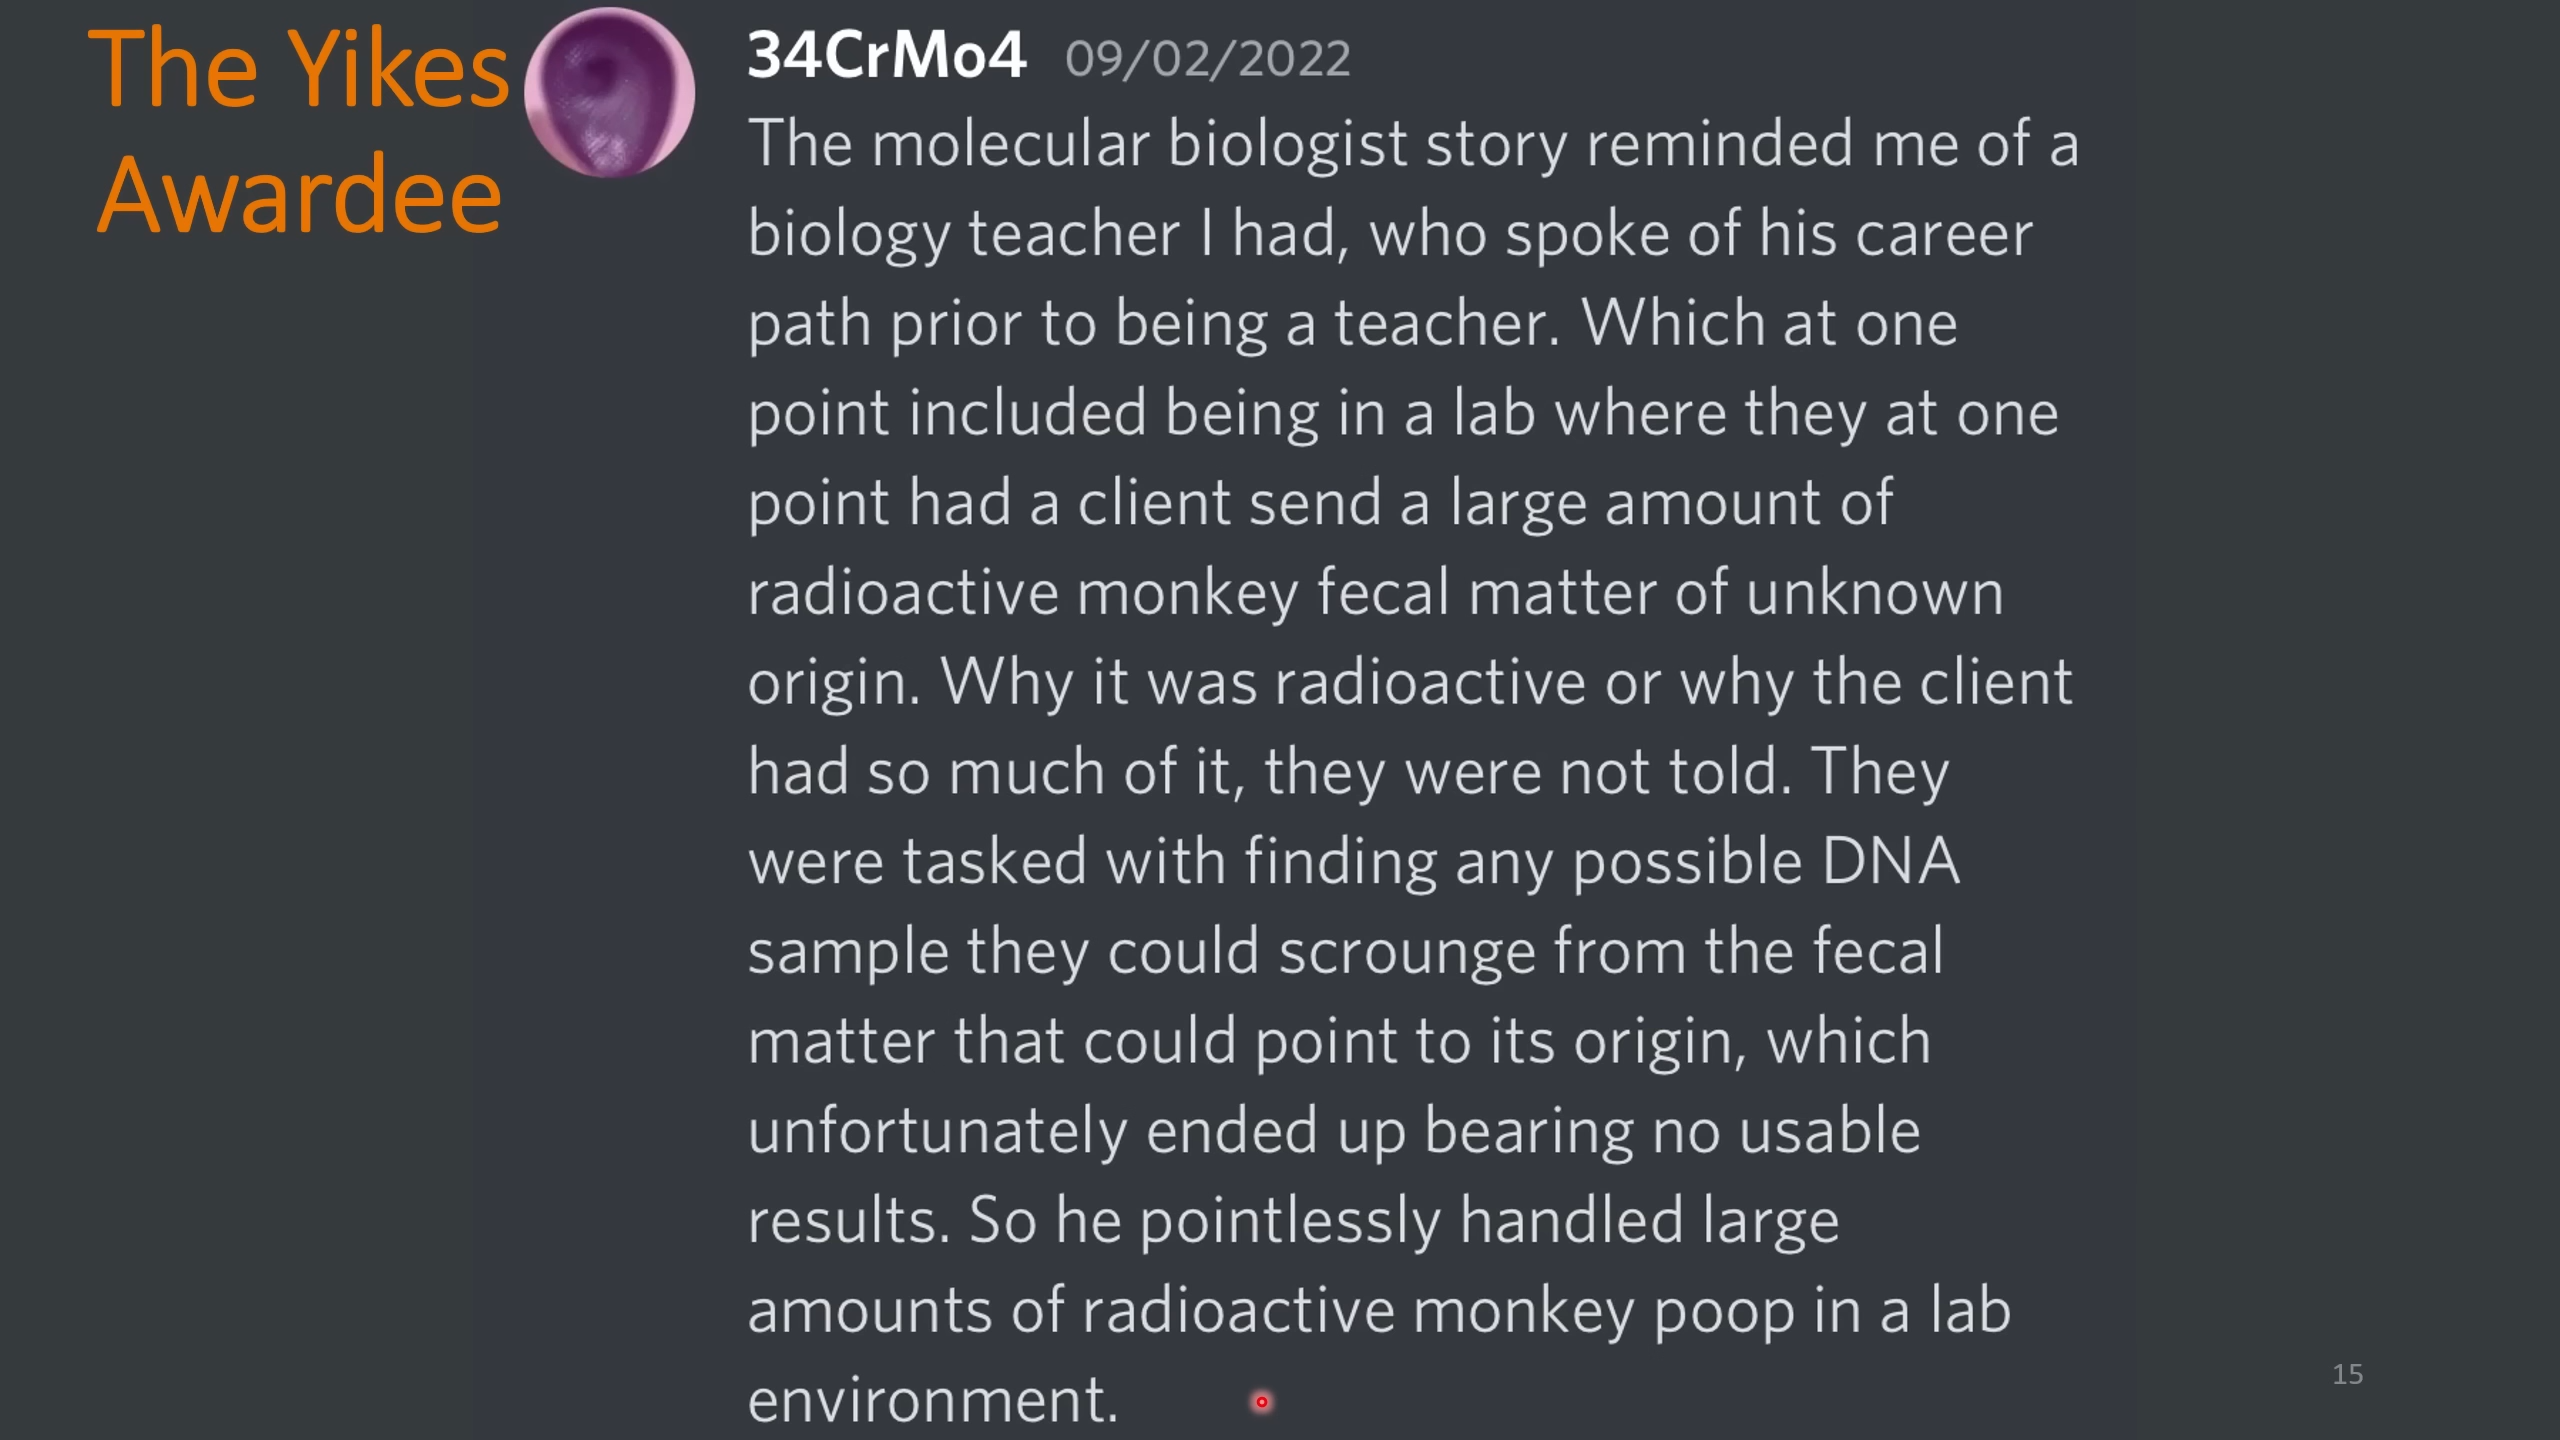 The Yikes
Awardee
34CrMo4 09/02/2022
The molecular biologist story reminded me of a
biology teacher I had, who spoke of his career
path prior to being a teacher. Which at one
point included being in a lab where they at one
point had a client send a large amount of
radioactive monkey fecal matter of unknown
origin. Why it was radioactive or why the client
had so much of it, they were not told. They
were tasked with finding any possible DNA
sample they could scrounge from the fecal
matter that could point to its origin, which
unfortunately ended up bearing no usable
results. So he pointlessly handled large
amounts of radioactive monkey poop in a lab
environment.
15